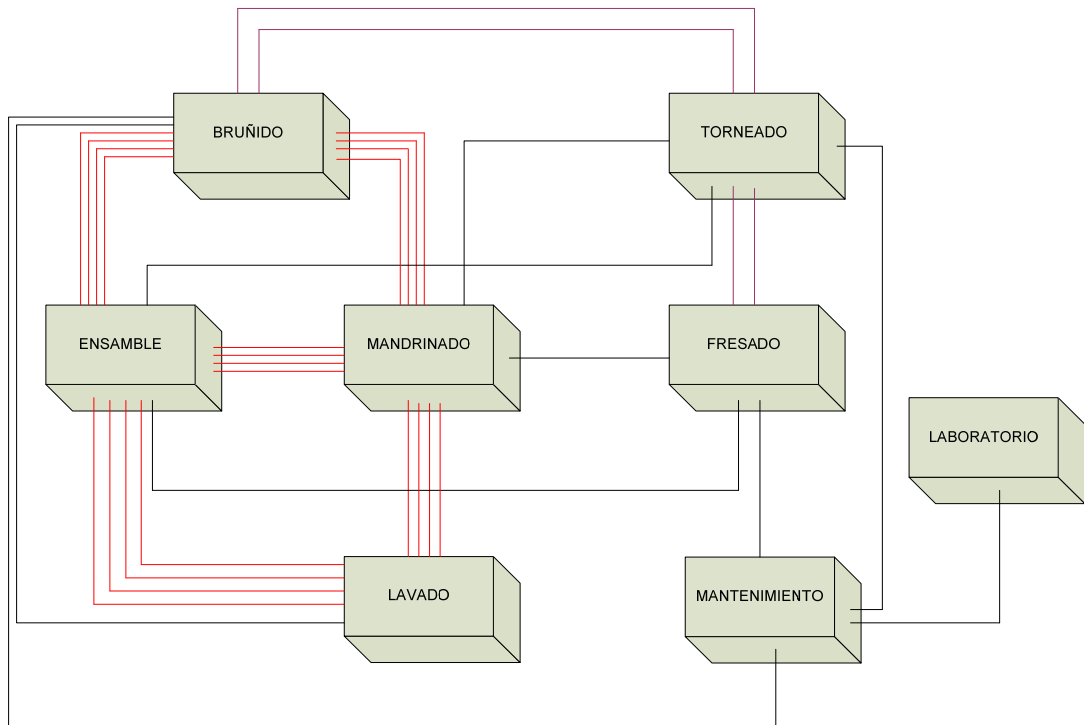 BRUÑIDO
TORNEADO
ENSAMBLE
MANDRINADO
FRESADO
LABORATORIO
LAVADO
MANTENIMIENTO